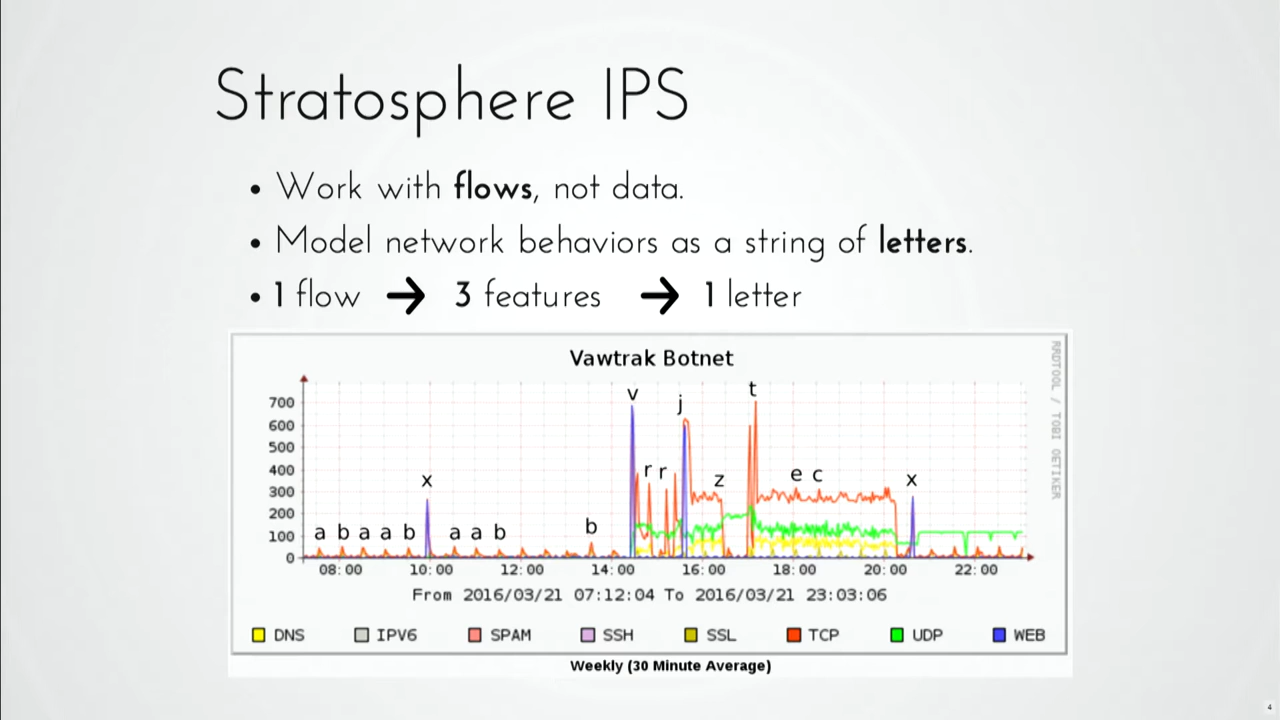 Stratosphere IPS
• Work with flows, not data.
• Model network behaviors as a string of letters.
• 1 flow → 3 features → 1 letter
Vawtrak Botnet
RRDTOOL / TOBI OETIKER
700
600
500
400
300
200
100
0
a b a a b x a a b b v r r j z t e c x
08:00 10:00 12:00 14:00 16:00 18:00 20:00 22:00
From 2016/03/21 07:12:04 To 2016/03/21 23:03:06
DNS IPV6 SPAM SSH SSL TCP UDP WEB
Weekly (30 Minute Average)
4